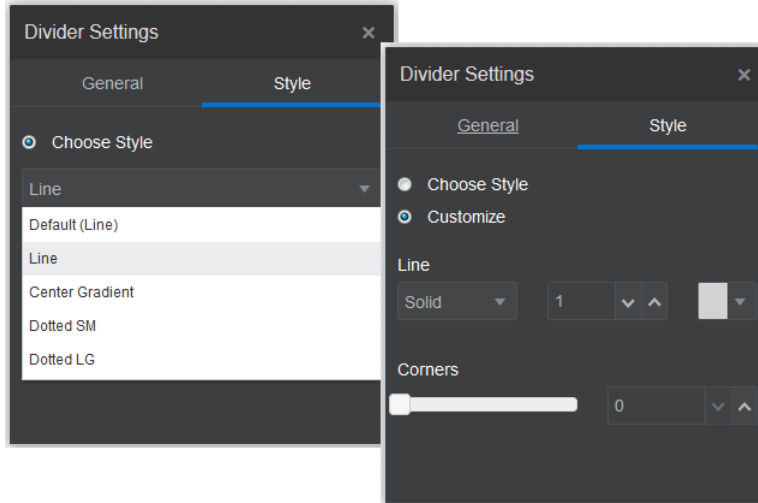 Divider Settings ×
General Style
Choose Style
Line
Default (Line)
Line
Center Gradient
Dotted SM
Dotted LG
Divider Settings ×
General Style
Choose Style
Customize
Line
Solid 1
Corners
0